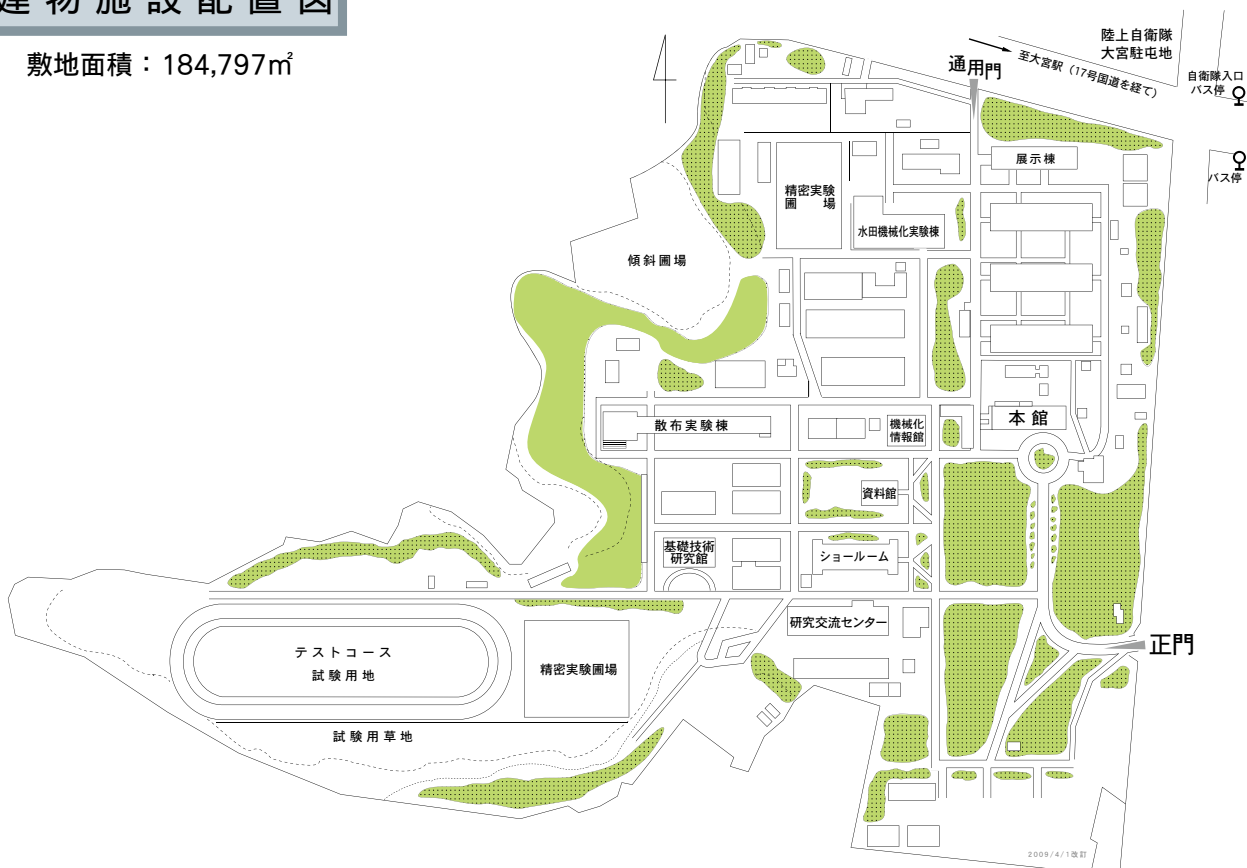 建物施設配置図
敷地面積：184,797㎡
陸上自衛隊
大宮駐屯地
通用門
至大宮駅（17号国道を経て）
自衛隊入口
バス停
バス停
展示棟
精密実験
圃場
水田機械化実験棟
傾斜圃場
散布実験棟
機械化
情報館
本館
資料館
基礎技術
研究館
ショールーム
研究交流センター
正門
テストコース
試験用地
精密実験圃場
試験用草地
2009/4/1改訂